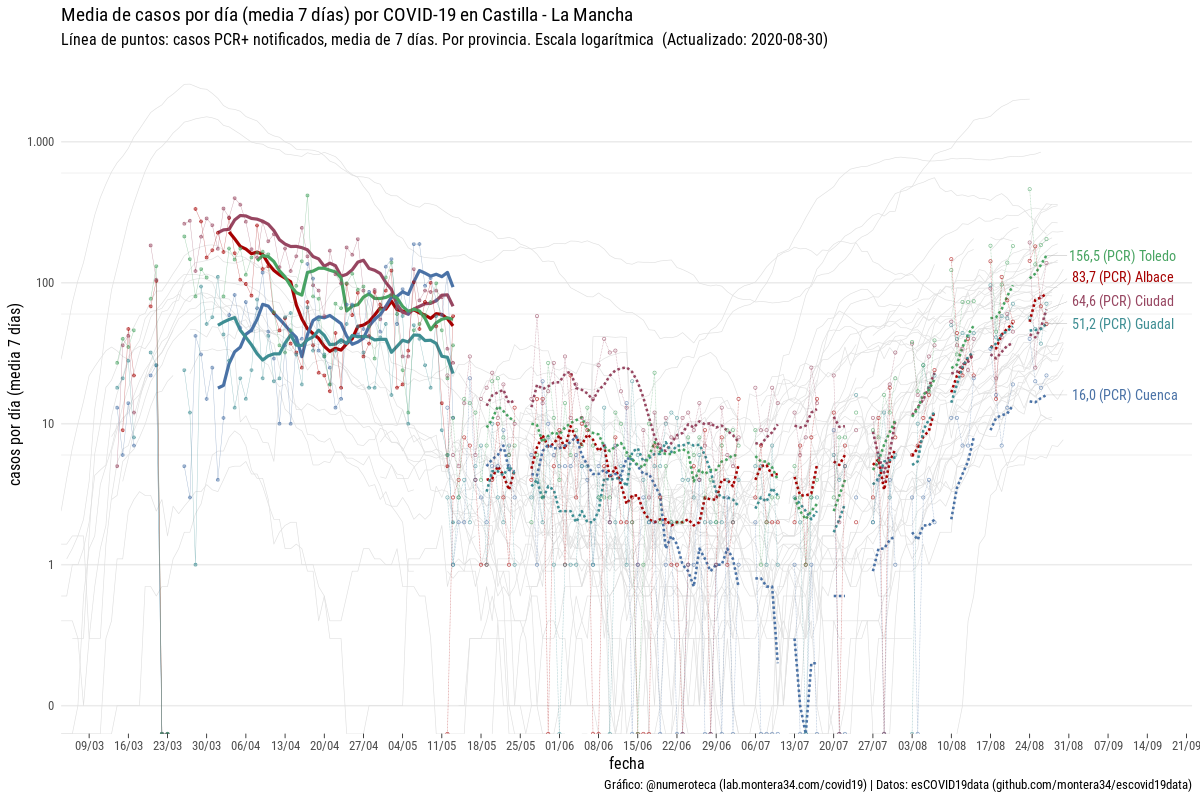 Media de casos por día (media 7 días) por COVID-19 en Castilla - La Mancha
Línea de puntos: casos PCR+ notificados, media de 7 días. Por provincia. Escala logarítmica (Actualizado: 2020-08-30)
casos por día (media 7 días)
1.000
100
10
1
0
156,5 (PCR) Toledo
83,7 (PCR) Albace
64,6 (PCR) Ciudad
51,2 (PCR) Guadal
16,0 (PCR) Cuenca
09/03 16/03 23/03 30/03 06/04 13/04 20/04 27/04 04/05 11/05 18/05 25/05 01/06 08/06 15/06 22/06 29/06 06/07 13/07 20/07 27/07 03/08 10/08 17/08 24/08 31/08 07/09 14/09 21/09
fecha
Gráfico: @numeroteca (lab.montera34.com/covid19) | Datos: esCOVID19data (github.com/montera34/escovid19data)